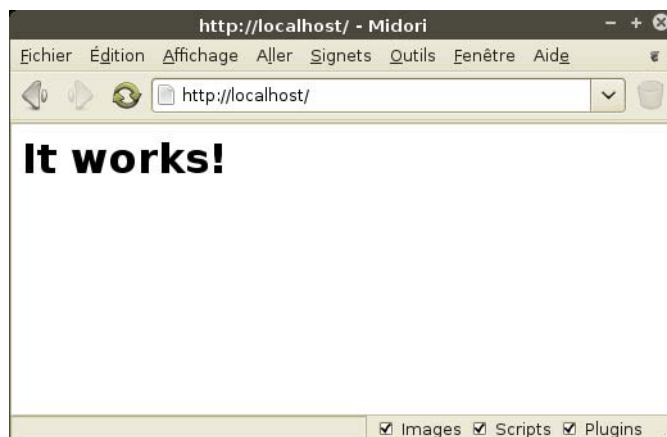 http://localhost/ - Midori
Fichier Édition Affichage Aller Signets Outils Fenêtre Aide
http://localhost/
It works!
Images Scripts Plugins